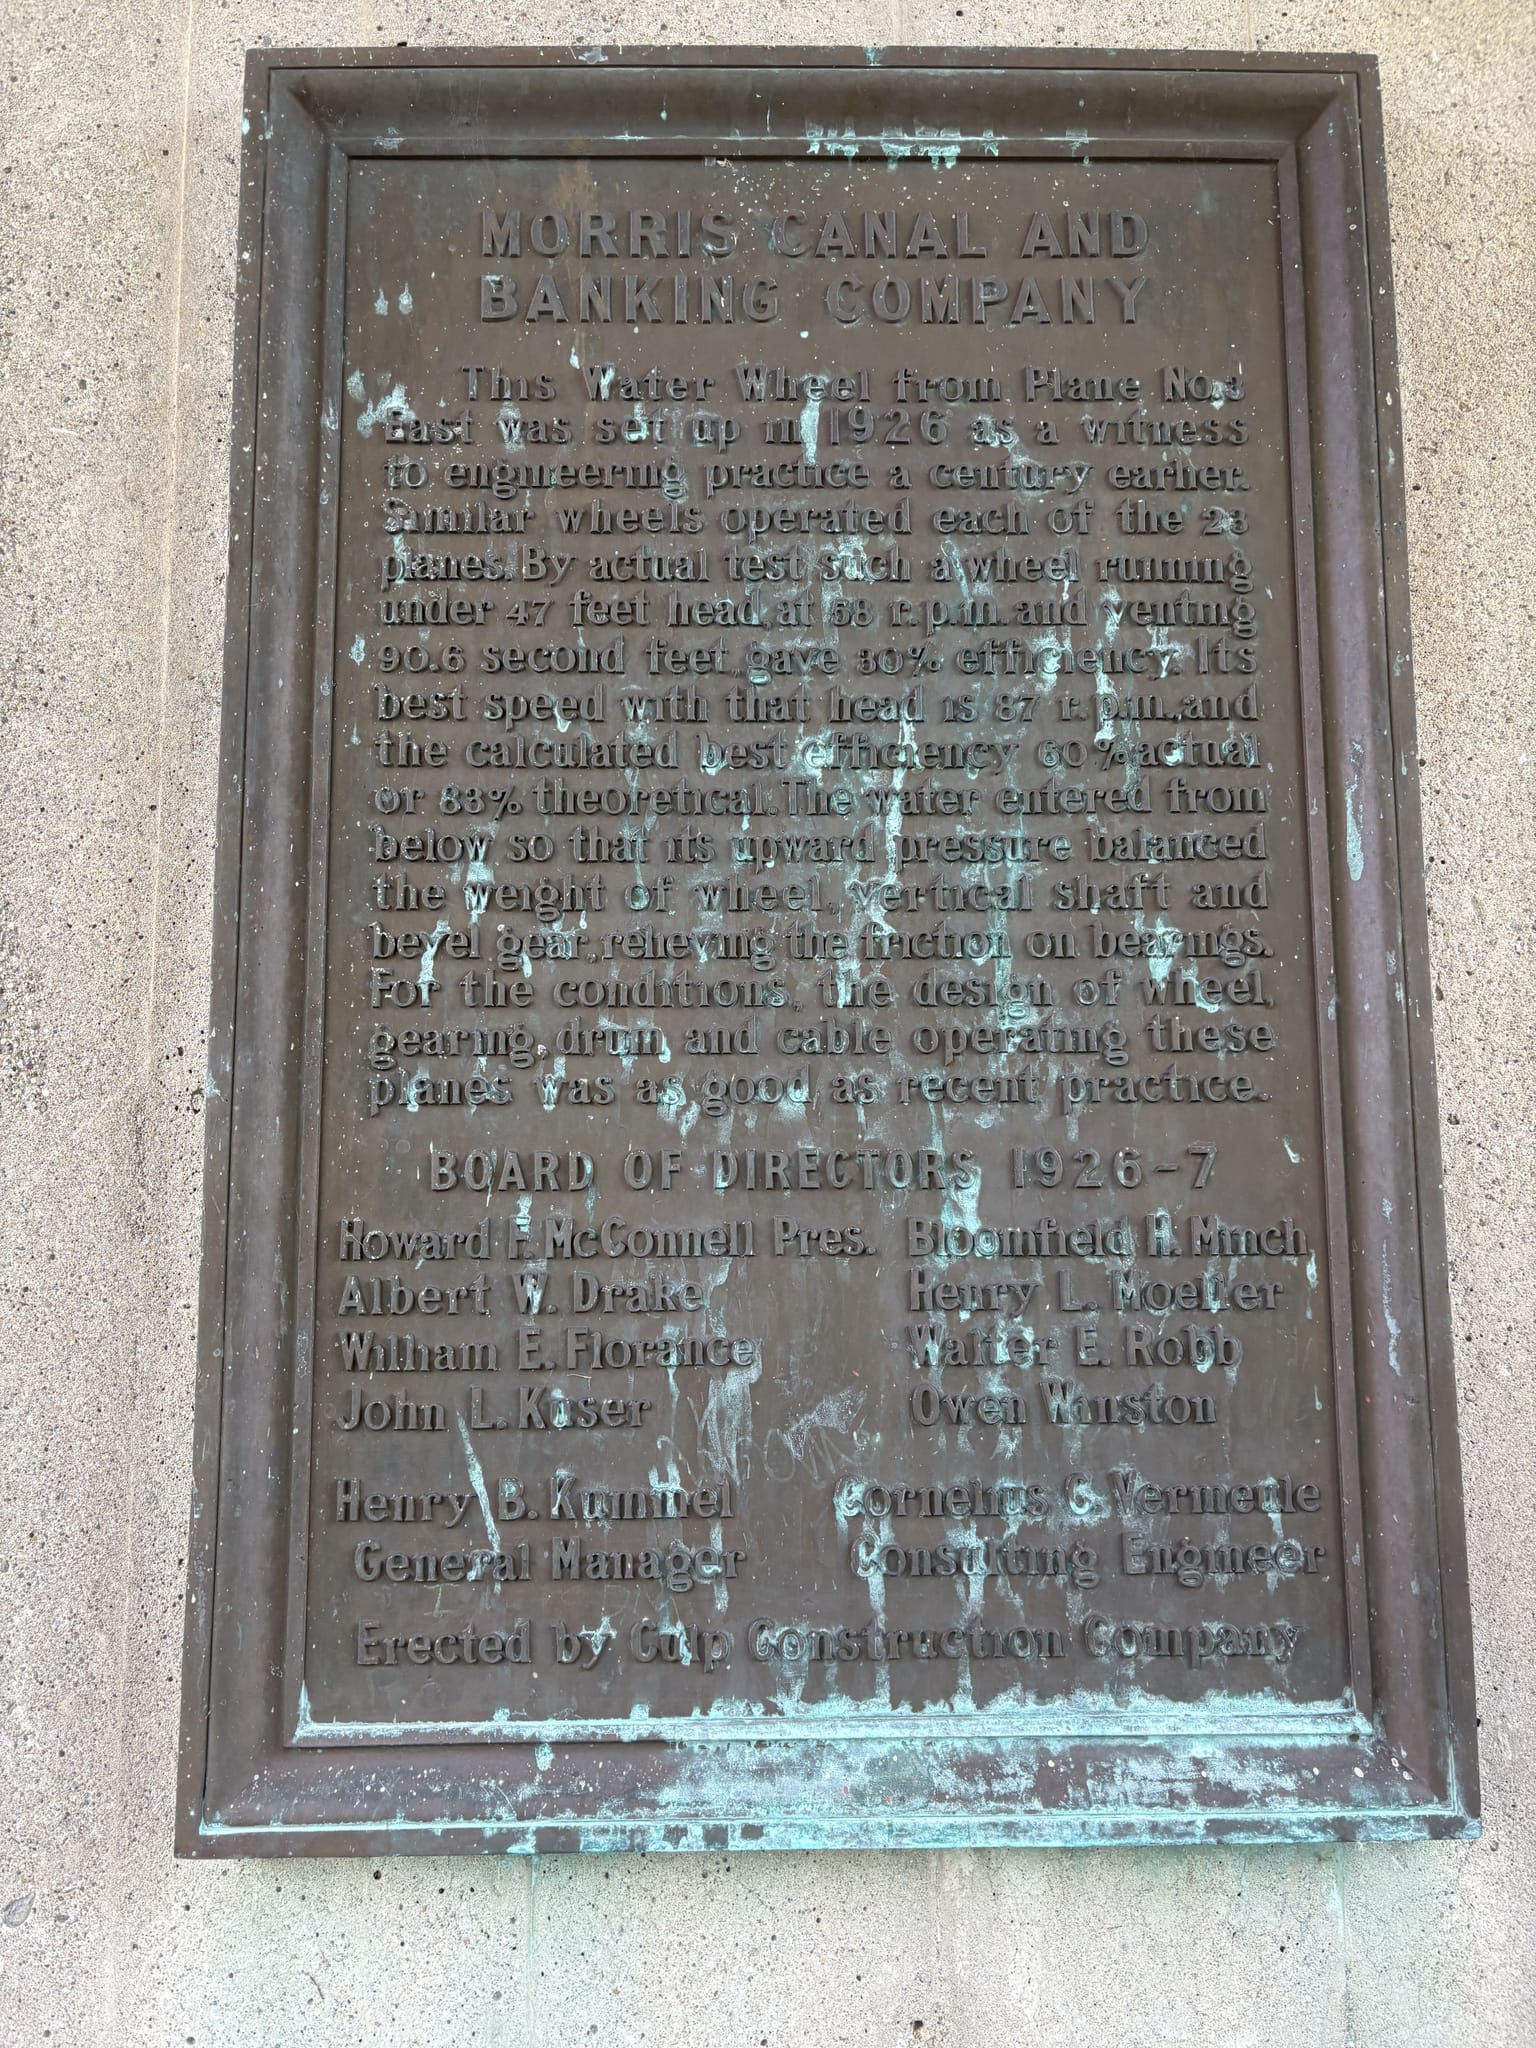 MORRIS CANAL AND
BANKING COMPANY
This Water Wheel from Plane No.3
East was set up in 1926 as a witness
to engineering practice a century earlier.
Similar wheels operated each of the 23
planes. By actual test such a wheel running
under 47 feet head, at 58 r.p.m. and venting
90.6 second feet gave 30% efficiency. Its
best speed with that head is 87 r.p.m., and
the calculated best efficiency 60% actual
or 83% theoretical. The water entered from
below so that its upward pressure balanced
the weight of wheel, vertical shaft and
bevel gear, relieving the friction on bearings.
For the conditions, the design of wheel,
gearing, drum and cable operating these
planes was as good as recent practice.
BOARD OF DIRECTORS 1926-7
Howard F. McConnell Pres. Bloomfield H. Minch
Albert W. Drake Henry L. Moeller
William E. Florance Walter E. Robb
John L. Kuser Owen Winston
Henry B. Kummel Cornelius C. Vermeule
General Manager Consulting Engineer
Erected by Culp Construction Company